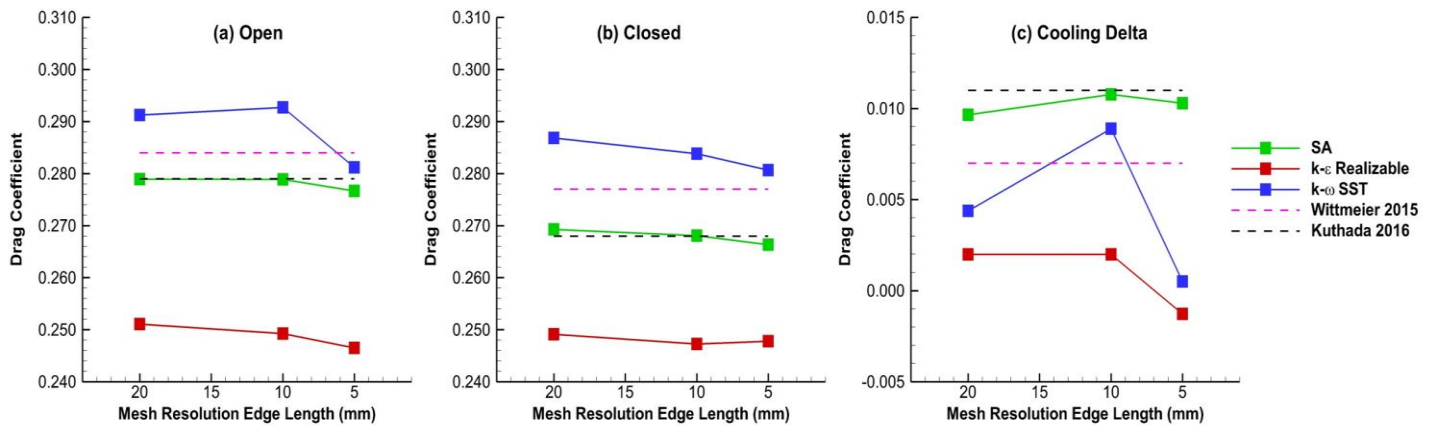 (a) Open
0.310
0.300
0.290
0.280
0.270
0.260
0.250
0.240
Drag Coefficient
20 15 10 5
Mesh Resolution Edge Length (mm)
(b) Closed
0.310
0.300
0.290
0.280
0.270
0.260
0.250
0.240
Drag Coefficient
20 15 10 5
Mesh Resolution Edge Length (mm)
(c) Cooling Delta
0.015
0.010
0.005
0.000
-0.005
Drag Coefficient
20 15 10 5
Mesh Resolution Edge Length (mm)
SA
k-ε Realizable
k-ω SST
Wittmeier 2015
Kuthada 2016